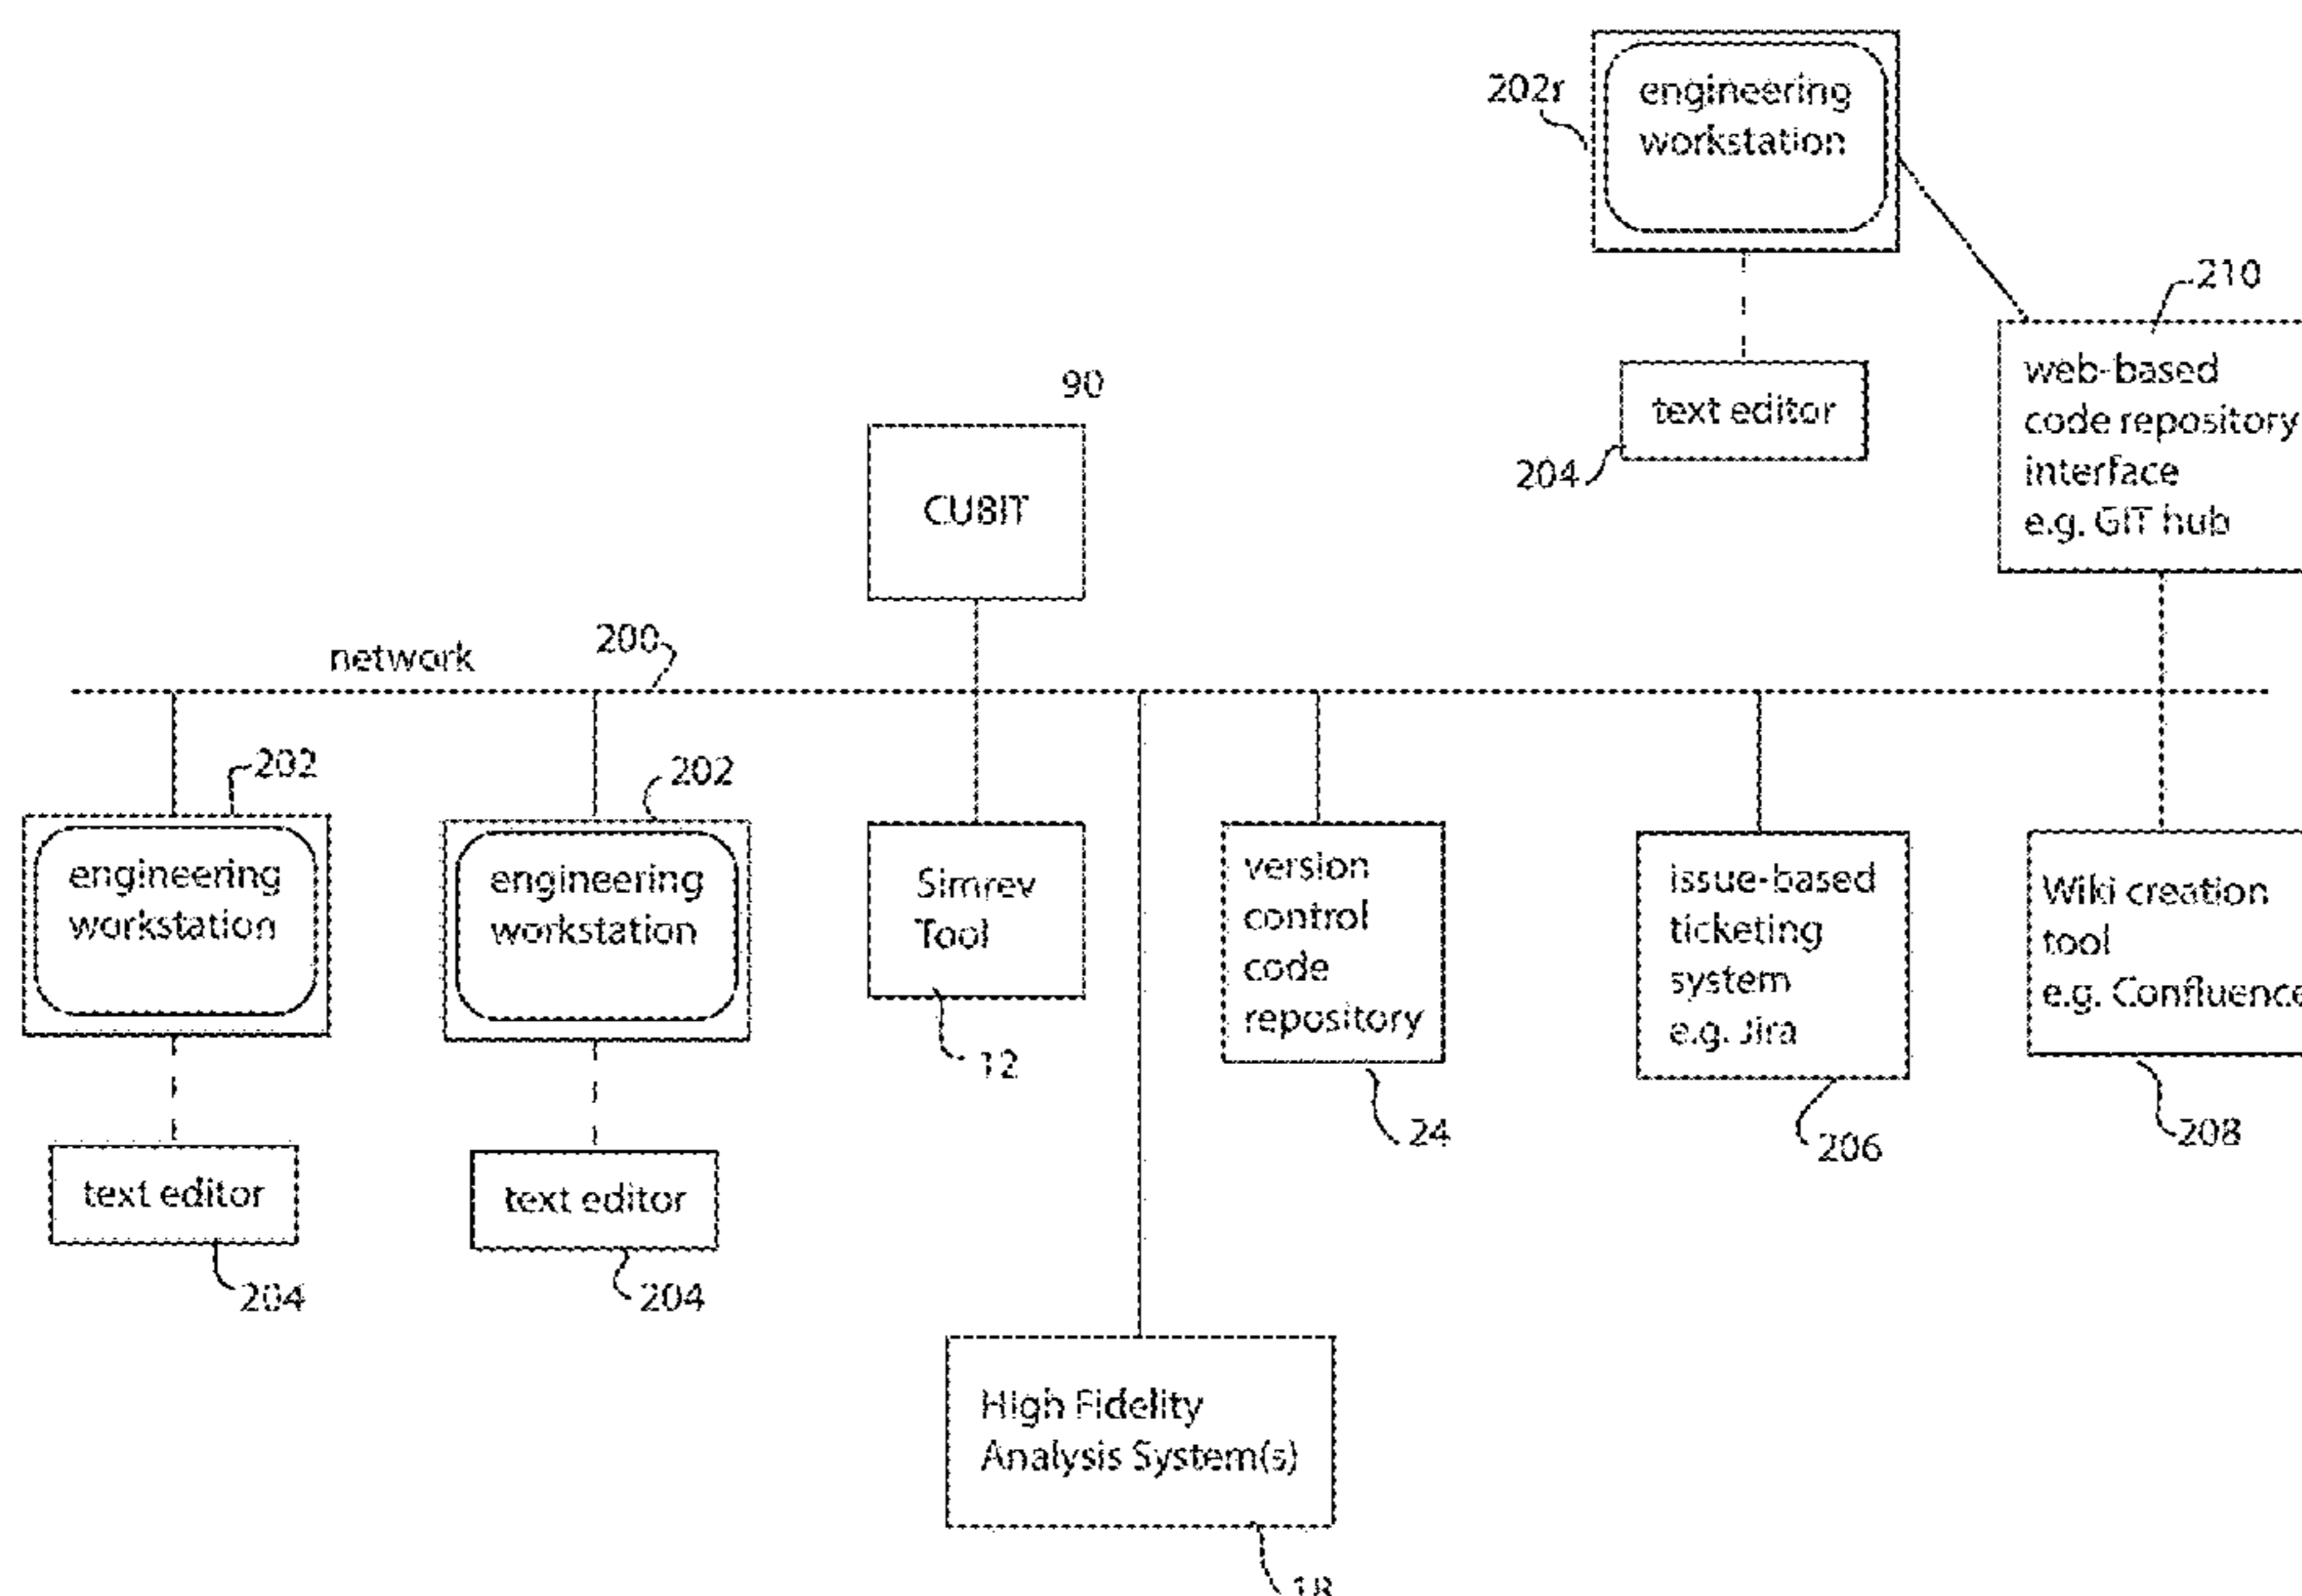 202r
engineering
workstation
210
web-based
code repository
interface
e.g. GIT hub
text editor
204
90
CUBIT
network
200
202
engineering
workstation
202
engineering
workstation
Simrev
Tool
12
version
control
code
repository
24
issue-based
ticketing
system
e.g. Jira
206
Wiki creation
tool
e.g. Confluence
208
text editor
204
text editor
204
High Fidelity
Analysis System(s)
18